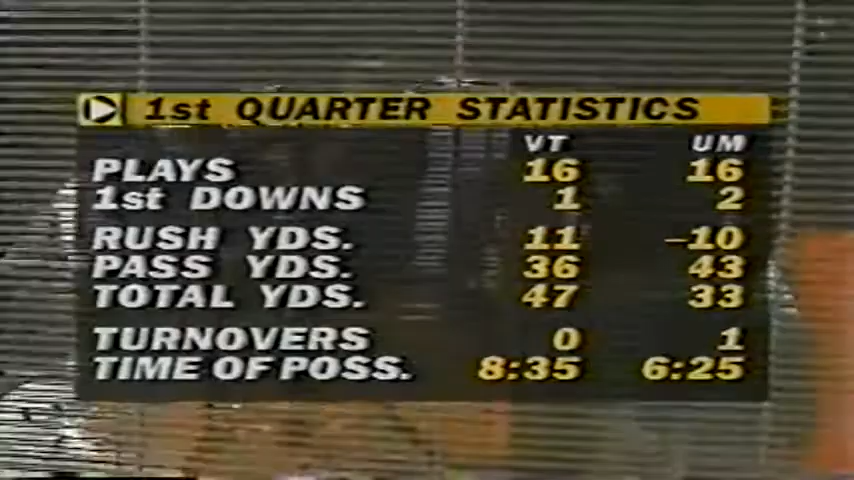 1st QUARTER STATISTICS
VT UM
PLAYS 16 16
1st DOWNS 1 2
RUSH YDS. 11 -10
PASS YDS. 36 43
TOTAL YDS. 47 33
TURNOVERS 0 1
TIME OF POSS. 8:35 6:25